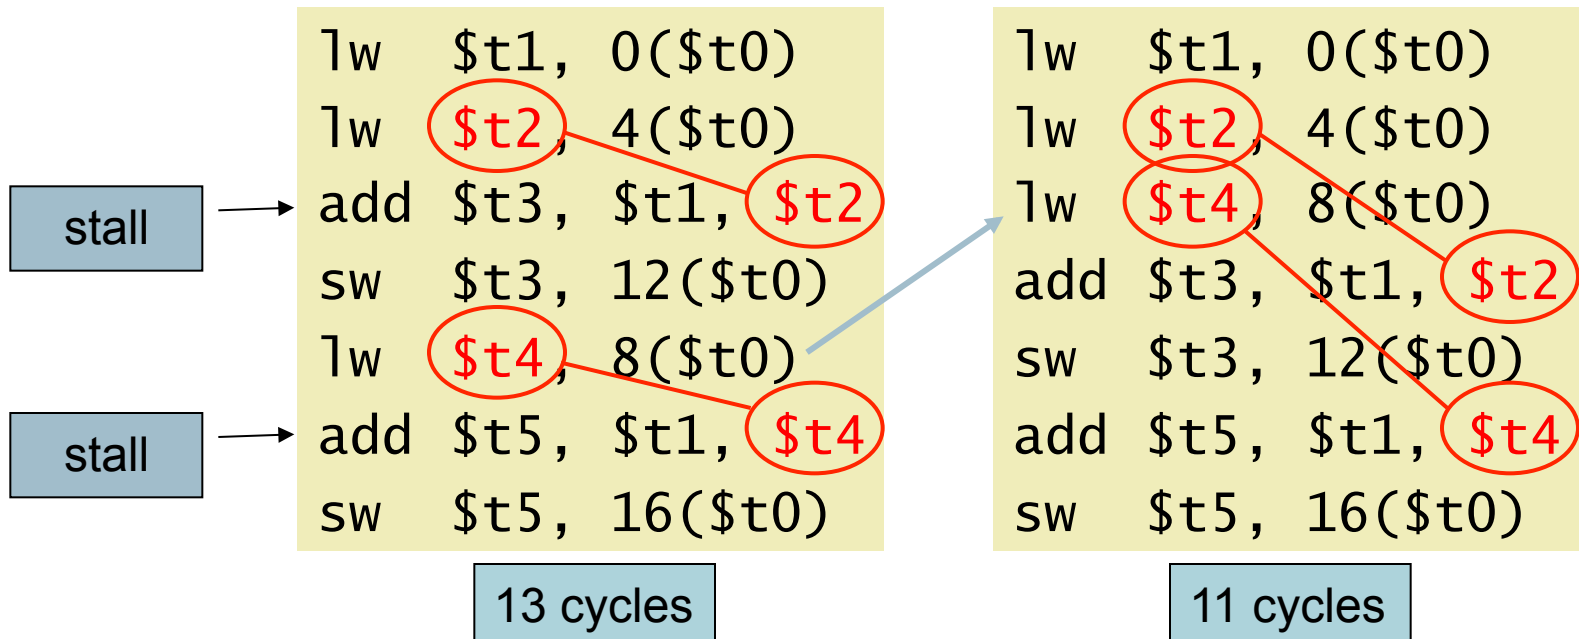 lw $t1, 0($t0)
lw $t2, 4($t0)
stall
add $t3, $t1, $t2
sw $t3, 12($t0)
lw $t4, 8($t0)
stall
add $t5, $t1, $t4
sw $t5, 16($t0)
13 cycles
lw $t1, 0($t0)
lw $t2, 4($t0)
lw $t4, 8($t0)
add $t3, $t1, $t2
sw $t3, 12($t0)
add $t5, $t1, $t4
sw $t5, 16($t0)
11 cycles